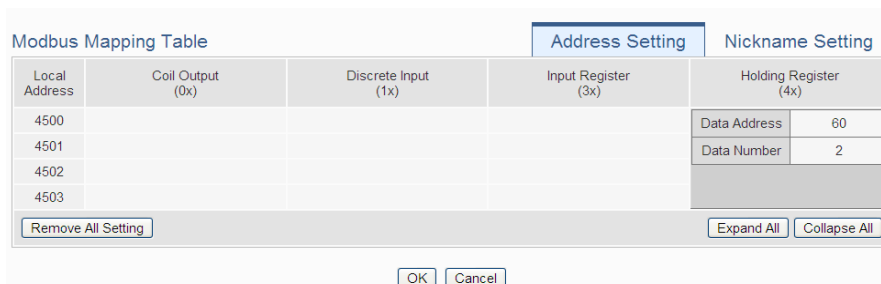 Modbus Mapping Table Address Setting Nickname Setting
Local Address Coil Output (0x) Discrete Input (1x) Input Register (3x) Holding Register (4x)
4500 Data Address 60
4501 Data Number 2
4502
4503
Remove All Setting Expand All Collapse All
OK Cancel